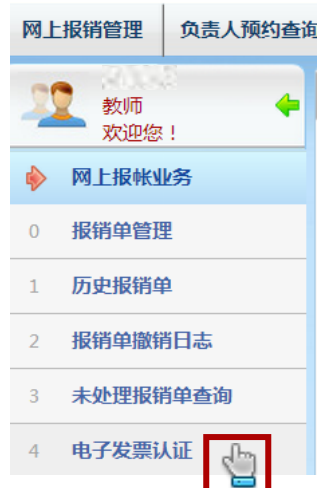 网上报销管理
负责人预约查询
教师
欢迎您！
网上报帐业务
0 报销单管理
1 历史报销单
2 报销单撤销日志
3 未处理报销单查询
4 电子发票认证